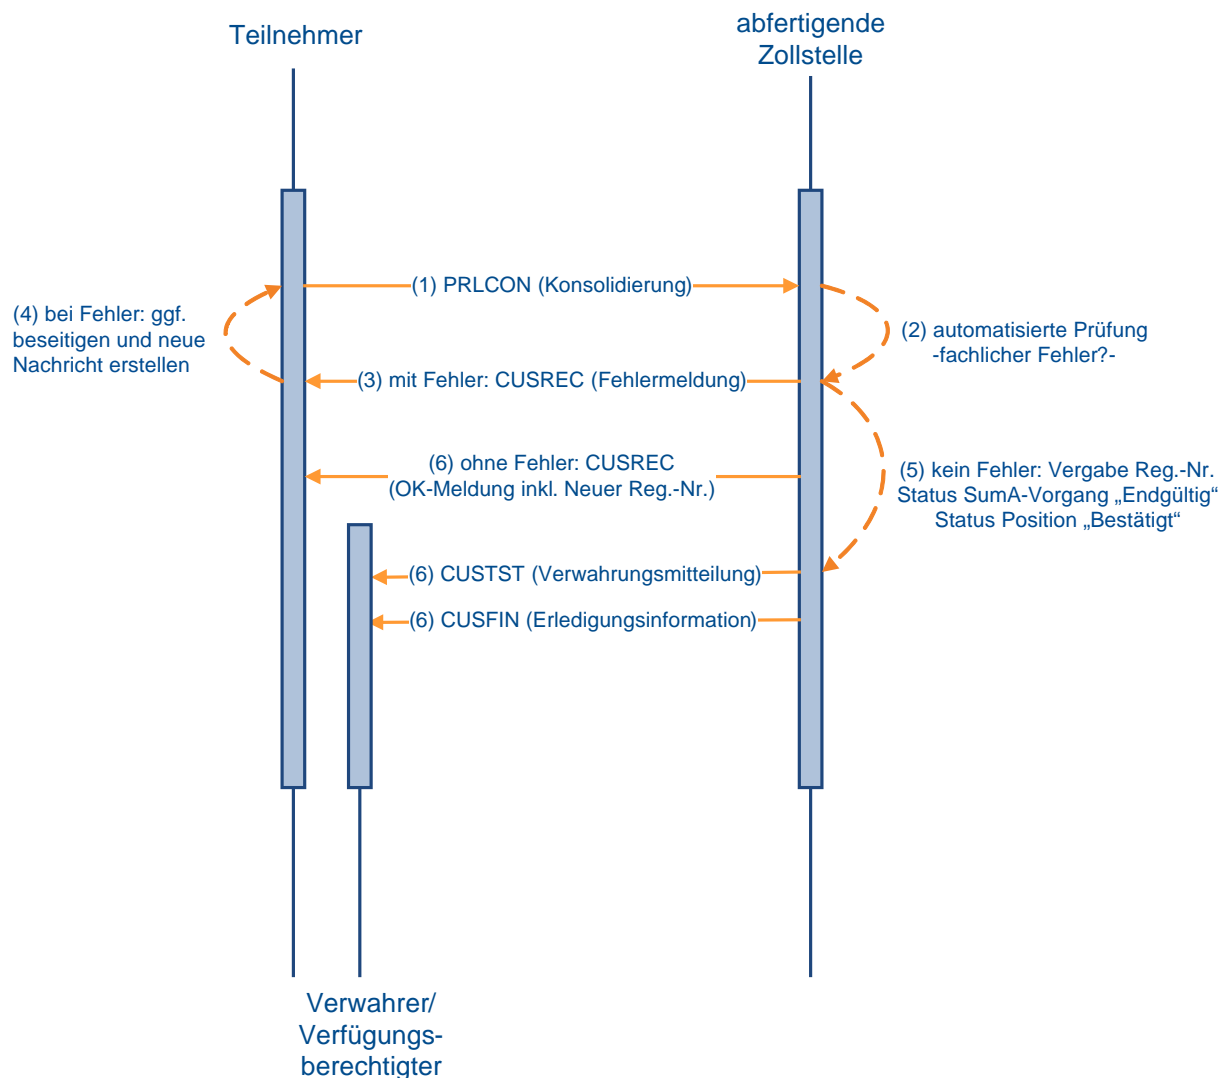 Teilnehmer
abfertigende
Zollstelle
(1) PRLCON (Konsolidierung)
(4) bei Fehler: ggf.
beseitigen und neue
Nachricht erstellen
(2) automatisierte Prüfung
-fachlicher Fehler?-
(3) mit Fehler: CUSREC (Fehlermeldung)
(6) ohne Fehler: CUSREC
(OK-Meldung inkl. Neuer Reg.-Nr.)
(5) kein Fehler: Vergabe Reg.-Nr.
Status SumA-Vorgang „Endgültig“
Status Position „Bestätigt“
(6) CUSTST (Verwahrungsmitteilung)
(6) CUSFIN (Erledigungsinformation)
Verwahrer/
Verfügungs-
berechtigter